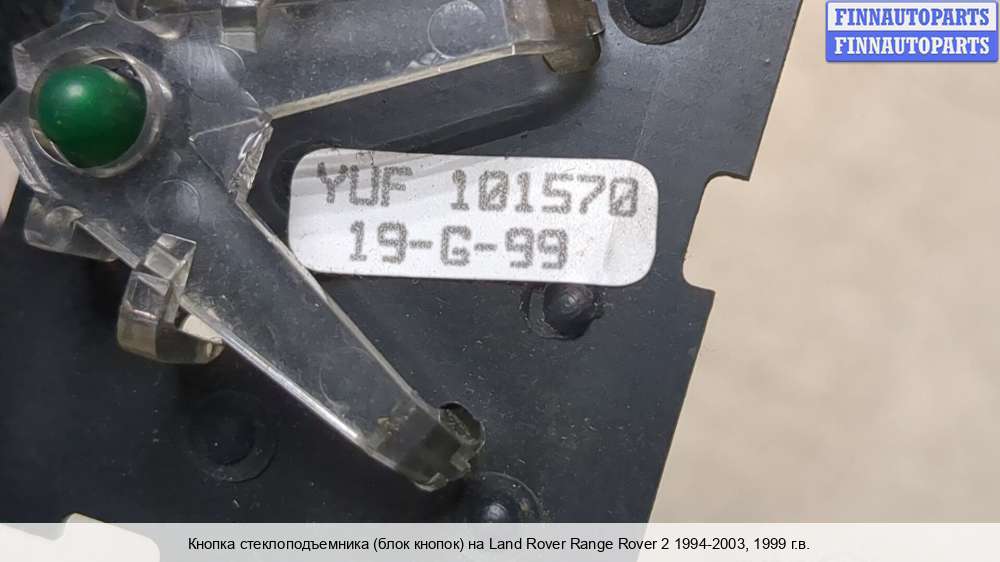 FINNAUTOPARTS
FINNAUTOPARTS
YUF 101570
19-G-99
Кнопка стеклоподъемника (блок кнопок) на Land Rover Range Rover 2 1994-2003, 1999 г.в.